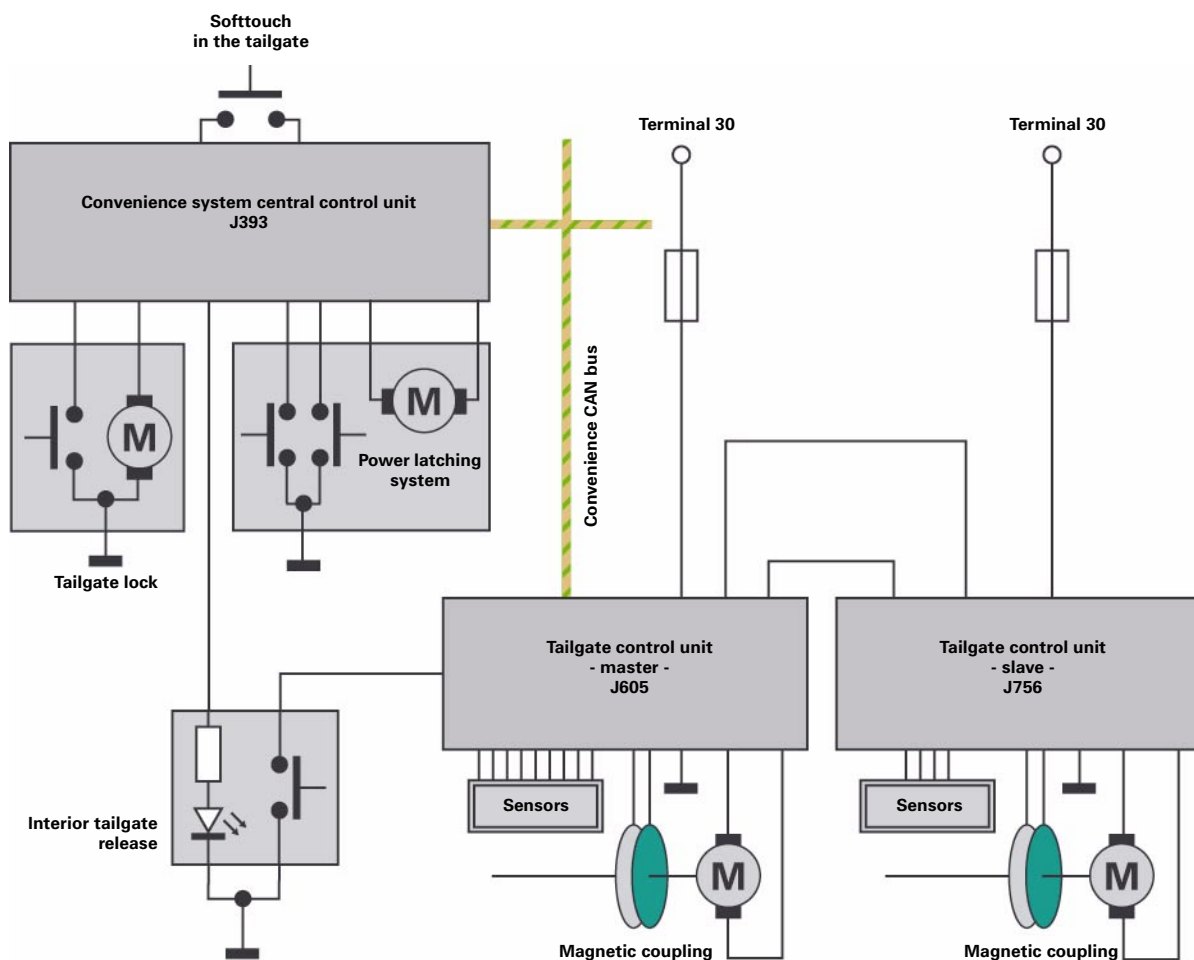 Softtouch
in the tailgate
Terminal 30
Terminal 30
Convenience system central control unit
J393
Convenience CAN bus
M
M
Power latching
system
Tailgate lock
Tailgate control unit
- master -
J605
Tailgate control unit
- slave -
J756
Interior tailgate
release
Sensors
Sensors
M
M
Magnetic coupling
Magnetic coupling